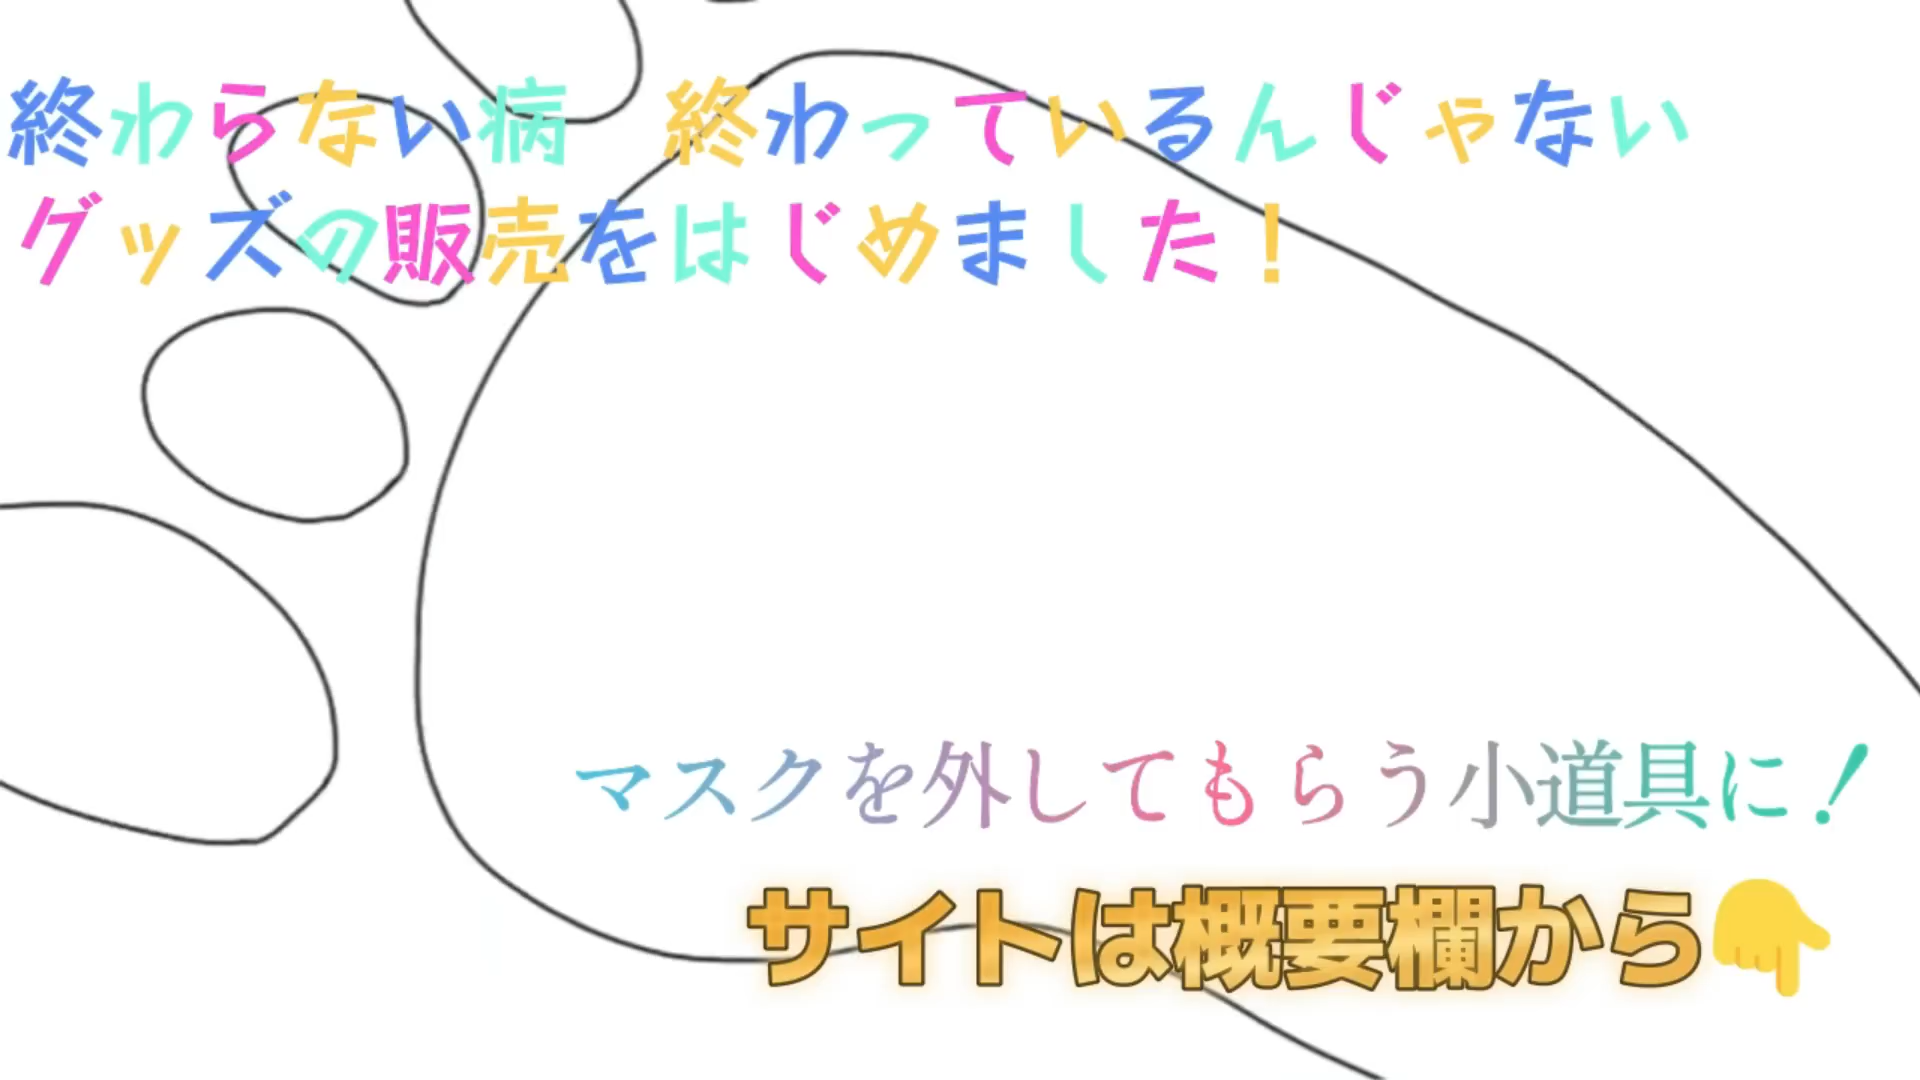 終わらない病　終わっているんじゃない
グッズの販売をはじめました！
マスクを外してもらう小道具に！
サイトは概要欄から👇